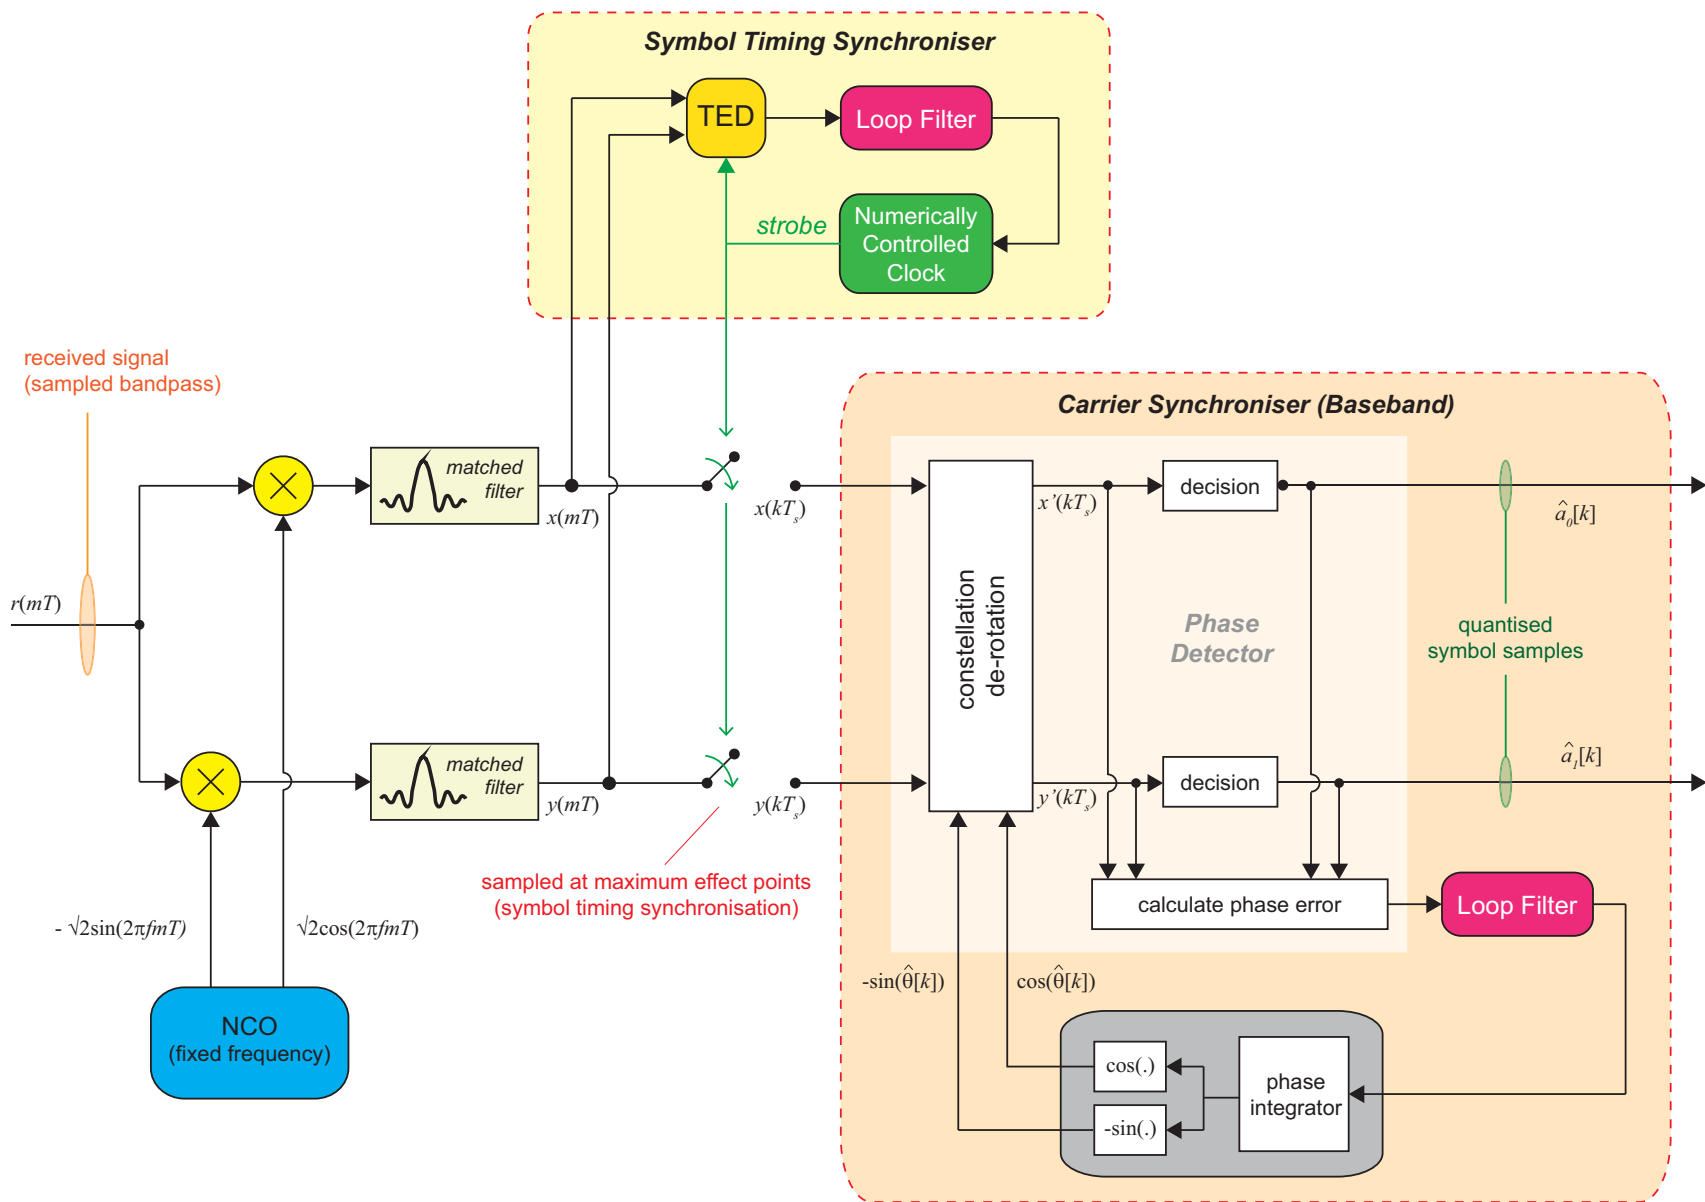 Symbol Timing Synchroniser
TED
Loop Filter
strobe
Numerically
Controlled
Clock
received signal
(sampled bandpass)
Carrier Synchroniser (Baseband)
matched
filter
x(mT)
x(kTₛ)
x’(kTₛ)
decision
â₀[k]
r(mT)
constellation
de-rotation
Phase
Detector
quantised
symbol samples
matched
filter
y(mT)
y(kTₛ)
y’(kTₛ)
decision
â₁[k]
sampled at maximum effect points
(symbol timing synchronisation)
calculate phase error
Loop Filter
- √2sin(2πfmT)
√2cos(2πfmT)
-sin(θ̂[k])
cos(θ̂[k])
NCO
(fixed frequency)
cos(.)
-sin(.)
phase
integrator